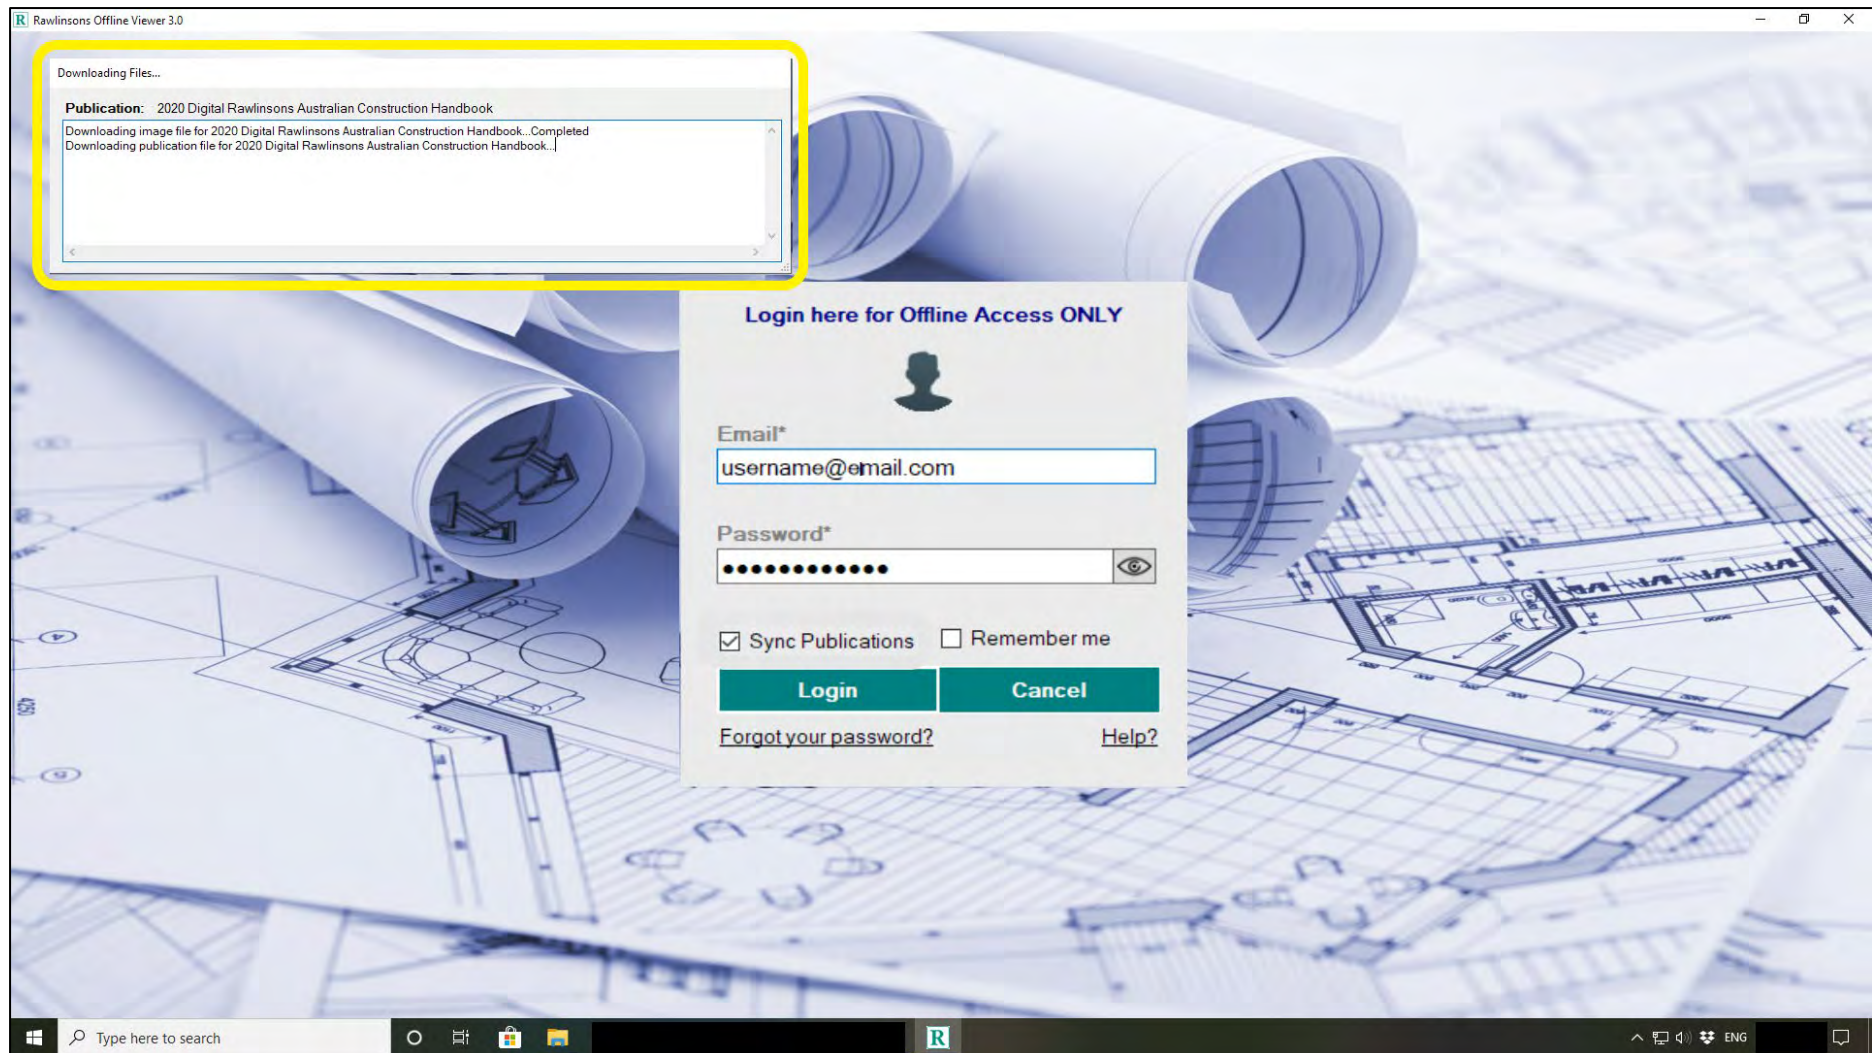 R Rawlinsons Offline Viewer 3.0
Downloading Files...
Publication: 2020 Digital Rawlinsons Australian Construction Handbook
Downloading image file for 2020 Digital Rawlinsons Australian Construction Handbook...Completed
Downloading publication file for 2020 Digital Rawlinsons Australian Construction Handbook...
Login here for Offline Access ONLY
Email*
username@email.com
Password*
Sync Publications Remember me
Login Cancel
Forgot your password? Help?
4250
Type here to search R ENG